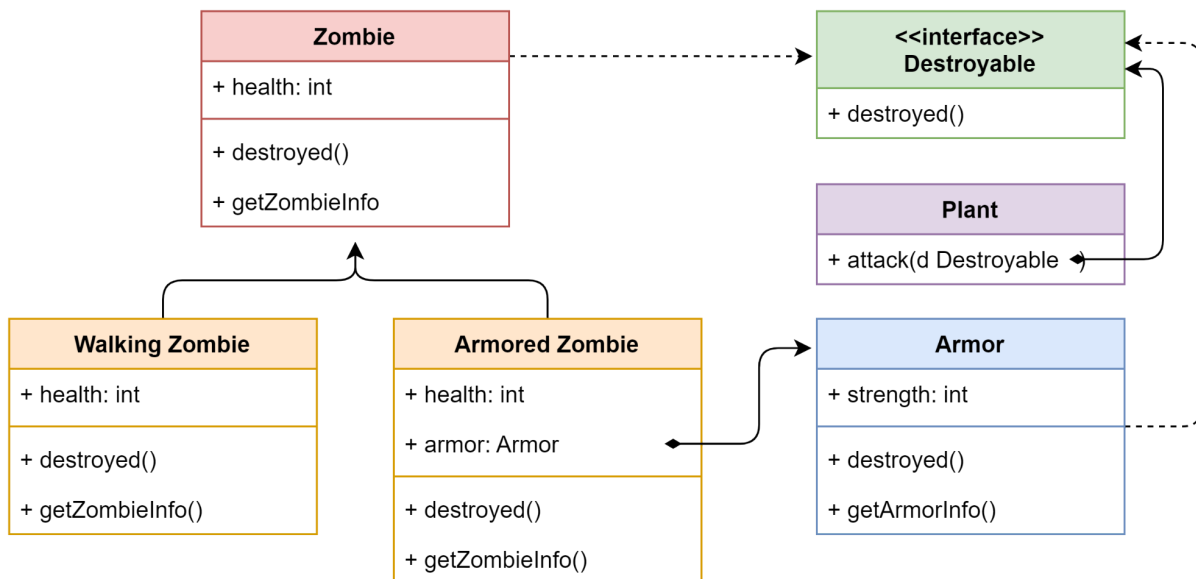 Zombie
+ health: int
+ destroyed()
+ getZombieInfo
<<interface>>
Destroyable
+ destroyed()
Plant
+ attack(d Destroyable )
Walking Zombie
+ health: int
+ destroyed()
+ getZombieInfo()
Armored Zombie
+ health: int
+ armor: Armor
+ destroyed()
+ getZombieInfo()
Armor
+ strength: int
+ destroyed()
+ getArmorInfo()